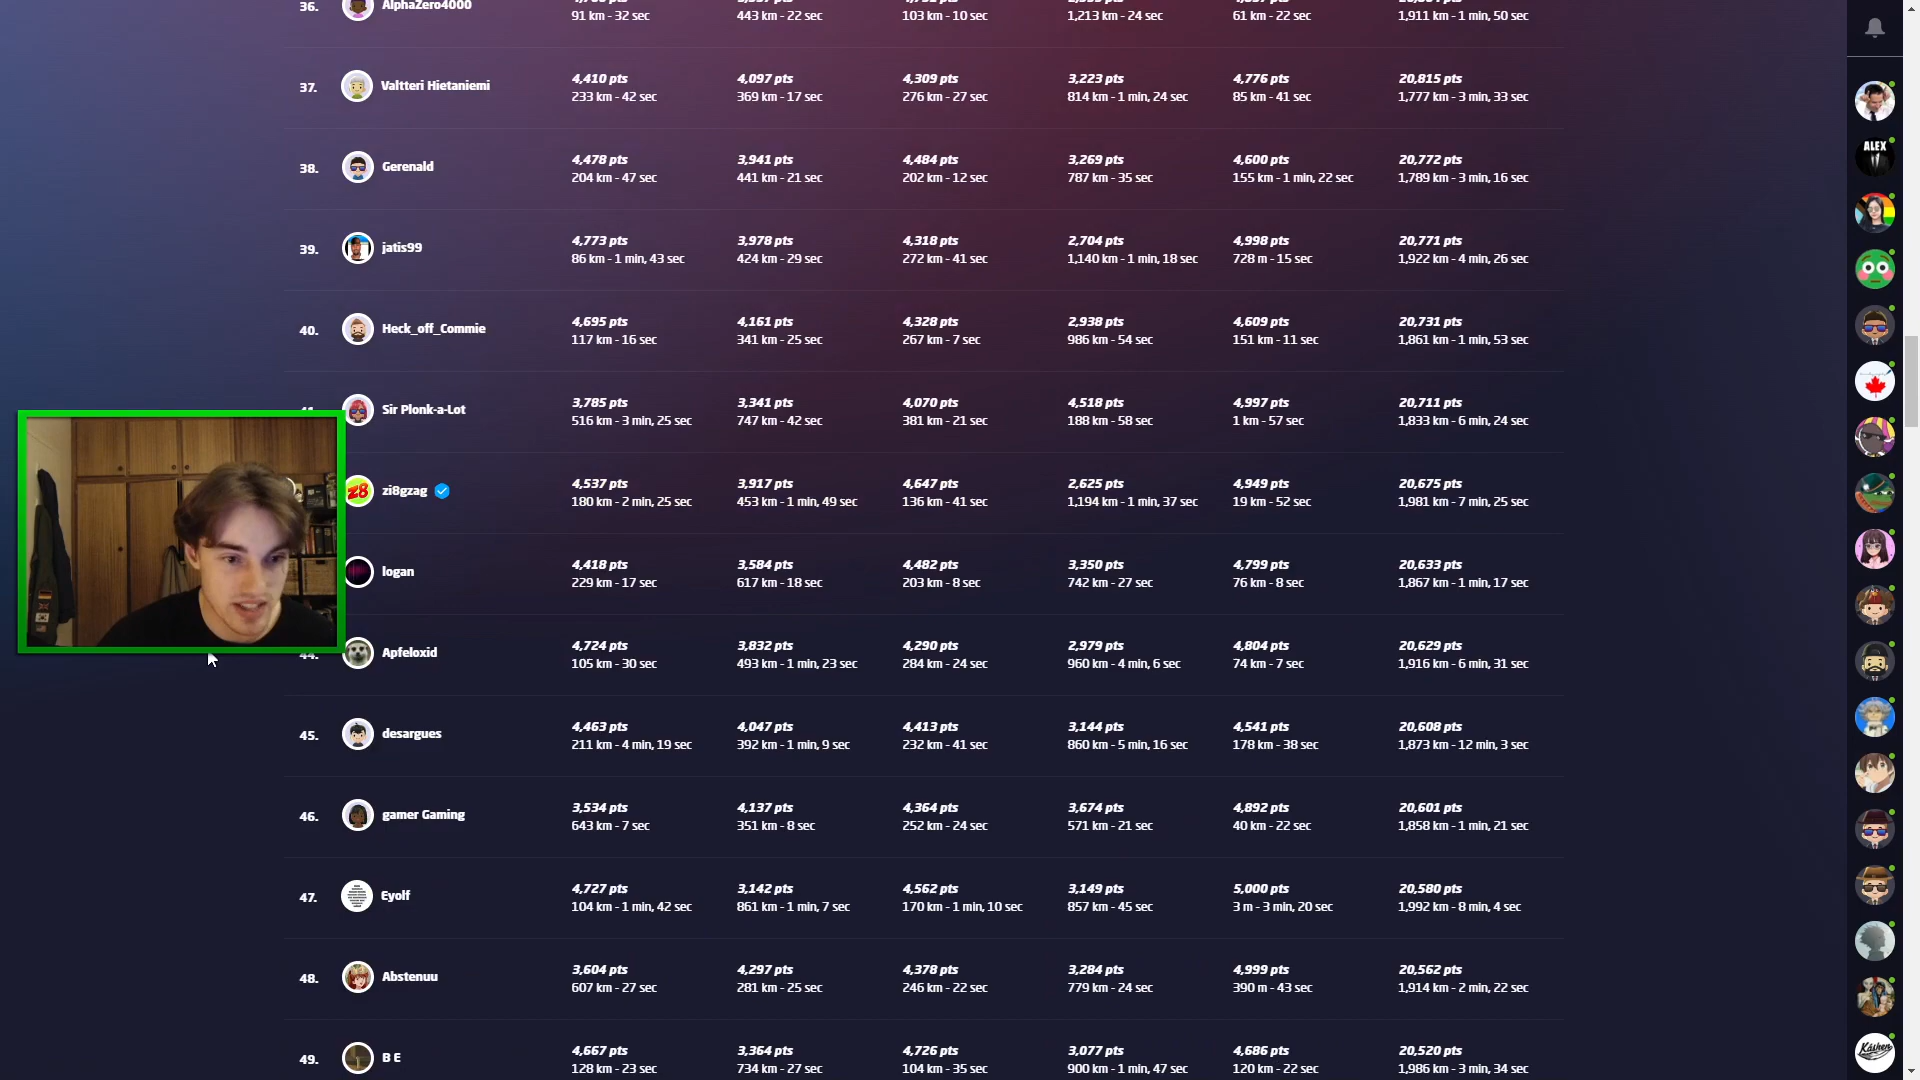 36. AlphaZero4000
91 km - 32 sec 443 km - 22 sec 103 km - 10 sec 1,213 km - 24 sec 61 km - 22 sec 1,911 km - 1 min, 50 sec
4,410 pts 4,097 pts 4,309 pts 3,223 pts 4,776 pts 20,815 pts
37. Valtteri Hietaniemi
233 km - 42 sec 369 km - 17 sec 276 km - 27 sec 814 km - 1 min, 24 sec 85 km - 41 sec 1,777 km - 3 min, 33 sec
4,478 pts 3,941 pts 4,484 pts 3,269 pts 4,600 pts 20,772 pts
38. Gerenald
204 km - 47 sec 441 km - 21 sec 202 km - 12 sec 787 km - 35 sec 155 km - 1 min, 22 sec 1,789 km - 3 min, 16 sec
4,773 pts 3,978 pts 4,318 pts 2,704 pts 4,998 pts 20,771 pts
39. jatis99
86 km - 1 min, 43 sec 424 km - 29 sec 272 km - 41 sec 1,140 km - 1 min, 18 sec 728 m - 15 sec 1,922 km - 4 min, 26 sec
4,695 pts 4,161 pts 4,328 pts 2,938 pts 4,609 pts 20,731 pts
40. Heck_off_Commie
117 km - 16 sec 341 km - 25 sec 267 km - 7 sec 986 km - 54 sec 151 km - 11 sec 1,861 km - 1 min, 53 sec
3,785 pts 3,341 pts 4,070 pts 4,518 pts 4,997 pts 20,711 pts
Sir Plonk-a-Lot
516 km - 3 min, 25 sec 747 km - 42 sec 381 km - 21 sec 188 km - 58 sec 1 km - 57 sec 1,833 km - 6 min, 24 sec
4,537 pts 3,917 pts 4,647 pts 2,625 pts 4,949 pts 20,675 pts
z8 zi8gzag
180 km - 2 min, 25 sec 453 km - 1 min, 49 sec 136 km - 41 sec 1,194 km - 1 min, 37 sec 19 km - 52 sec 1,981 km - 7 min, 25 sec
4,418 pts 3,584 pts 4,482 pts 3,350 pts 4,799 pts 20,633 pts
logan
229 km - 17 sec 617 km - 18 sec 203 km - 8 sec 742 km - 27 sec 76 km - 8 sec 1,867 km - 1 min, 17 sec
4,724 pts 3,832 pts 4,290 pts 2,979 pts 4,804 pts 20,629 pts
Apfeloxid
105 km - 30 sec 493 km - 1 min, 23 sec 284 km - 24 sec 960 km - 4 min, 6 sec 74 km - 7 sec 1,916 km - 6 min, 31 sec
4,463 pts 4,047 pts 4,413 pts 3,144 pts 4,541 pts 20,608 pts
45. desargues
211 km - 4 min, 19 sec 392 km - 1 min, 9 sec 232 km - 41 sec 860 km - 5 min, 16 sec 178 km - 38 sec 1,873 km - 12 min, 3 sec
3,534 pts 4,137 pts 4,364 pts 3,674 pts 4,892 pts 20,601 pts
46. gamer Gaming
643 km - 7 sec 351 km - 8 sec 252 km - 24 sec 571 km - 21 sec 40 km - 22 sec 1,858 km - 1 min, 21 sec
4,727 pts 3,142 pts 4,562 pts 3,149 pts 5,000 pts 20,580 pts
47. Eyolf
104 km - 1 min, 42 sec 861 km - 1 min, 7 sec 170 km - 1 min, 10 sec 857 km - 45 sec 3 m - 3 min, 20 sec 1,992 km - 8 min, 4 sec
3,604 pts 4,297 pts 4,378 pts 3,284 pts 4,999 pts 20,562 pts
48. Abstenuu
607 km - 27 sec 281 km - 25 sec 246 km - 22 sec 779 km - 24 sec 390 m - 43 sec 1,914 km - 2 min, 22 sec
4,667 pts 3,364 pts 4,726 pts 3,077 pts 4,686 pts 20,520 pts
49. B E
128 km - 23 sec 734 km - 27 sec 104 km - 35 sec 900 km - 1 min, 47 sec 120 km - 22 sec 1,986 km - 3 min, 34 sec
ALEX
Kåshen